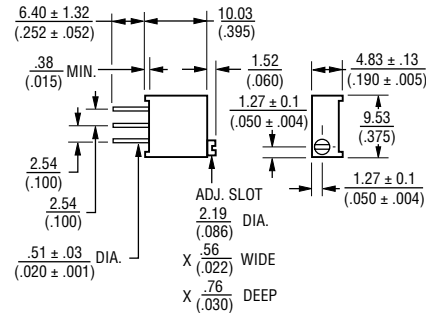 6.40 ± 1.32
(.252 ± .052)
10.03
(.395)
.38 MIN.
(.015)
1.52
(.060)
4.83 ± .13
(.190 ± .005)
1.27 ± 0.1
(.050 ± .004)
9.53
(.375)
2.54
(.100)
2.54
(.100)
1.27 ± 0.1
(.050 ± .004)
.51 ± .03 DIA.
(.020 ± .001)
ADJ. SLOT
2.19 DIA.
(.086)
X .56 WIDE
(.022)
X .76 DEEP
(.030)